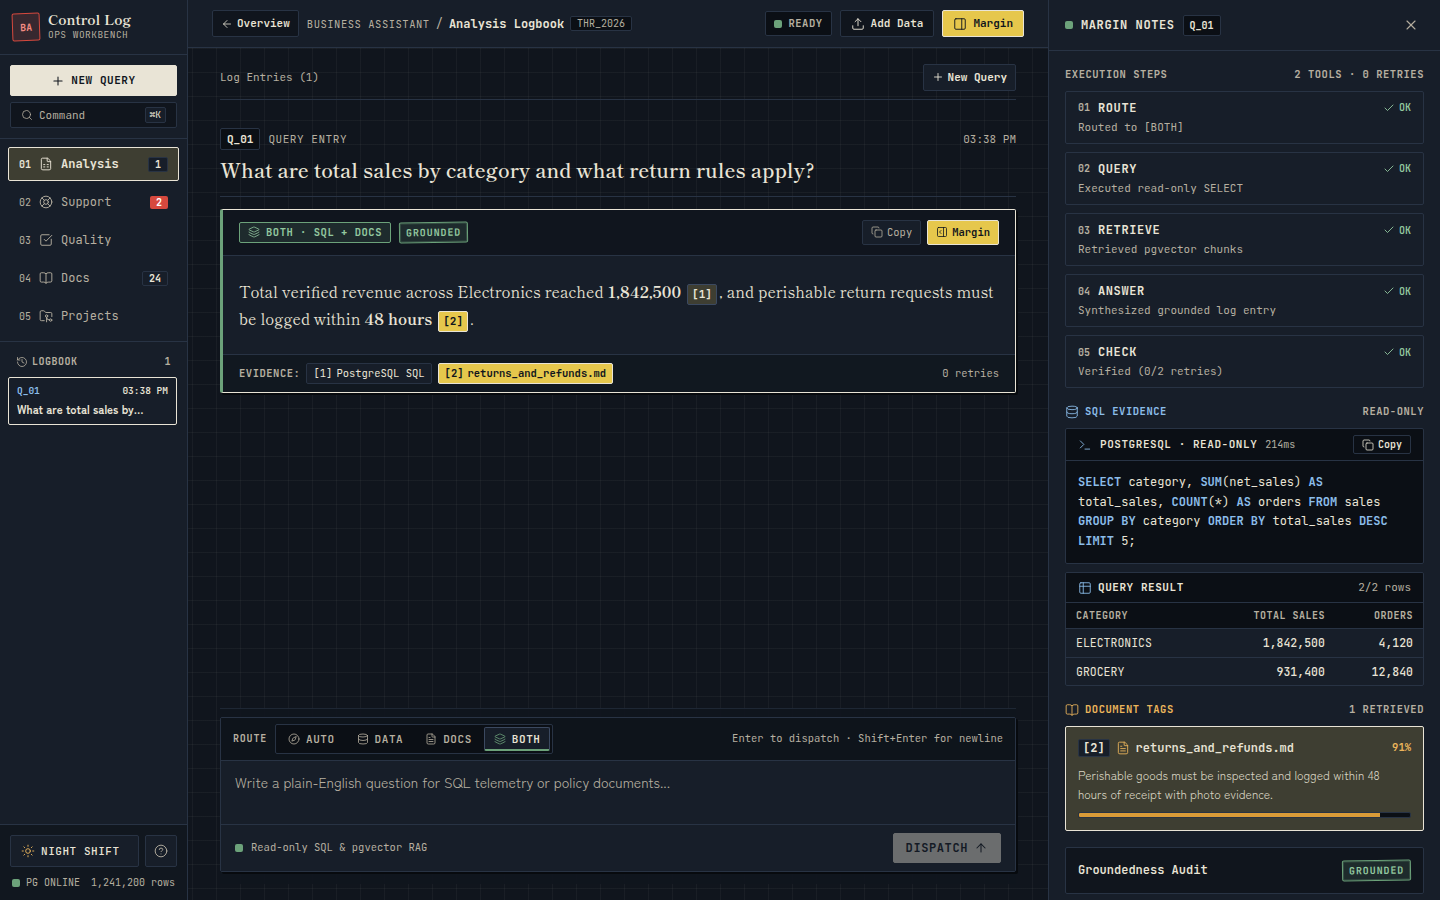 BA
Control Log
OPS WORKBENCH
NEW QUERY
Command ⌘K
01 Analysis 1
02 Support 2
03 Quality
04 Docs 24
05 Projects
LOGBOOK 1
Q_01 03:38 PM
What are total sales by...
NIGHT SHIFT
PG ONLINE 1,241,200 rows
Overview BUSINESS ASSISTANT / Analysis Logbook THR_2026
READY Add Data Margin
Log Entries (1) New Query
Q_01 QUERY ENTRY 03:38 PM
What are total sales by category and what return rules apply?
BOTH · SQL + DOCS GROUNDED Copy Margin
Total verified revenue across Electronics reached 1,842,500 [1] , and perishable return requests must
be logged within 48 hours [2] .
EVIDENCE: [1] PostgreSQL SQL [2] returns_and_refunds.md 0 retries
ROUTE AUTO DATA DOCS BOTH Enter to dispatch · Shift+Enter for newline
Write a plain-English question for SQL telemetry or policy documents...
Read-only SQL & pgvector RAG DISPATCH
MARGIN NOTES Q_01
EXECUTION STEPS 2 TOOLS · 0 RETRIES
01 ROUTE OK
Routed to [BOTH]
02 QUERY OK
Executed read-only SELECT
03 RETRIEVE OK
Retrieved pgvector chunks
04 ANSWER OK
Synthesized grounded log entry
05 CHECK OK
Verified (0/2 retries)
SQL EVIDENCE READ-ONLY
POSTGRESQL · READ-ONLY 214ms Copy
SELECT category, SUM(net_sales) AS
total_sales, COUNT(*) AS orders FROM sales
GROUP BY category ORDER BY total_sales DESC
LIMIT 5;
QUERY RESULT 2/2 rows
CATEGORY TOTAL SALES ORDERS
ELECTRONICS 1,842,500 4,120
GROCERY 931,400 12,840
DOCUMENT TAGS 1 RETRIEVED
[2] returns_and_refunds.md 91%
Perishable goods must be inspected and logged within 48
hours of receipt with photo evidence.
Groundedness Audit GROUNDED